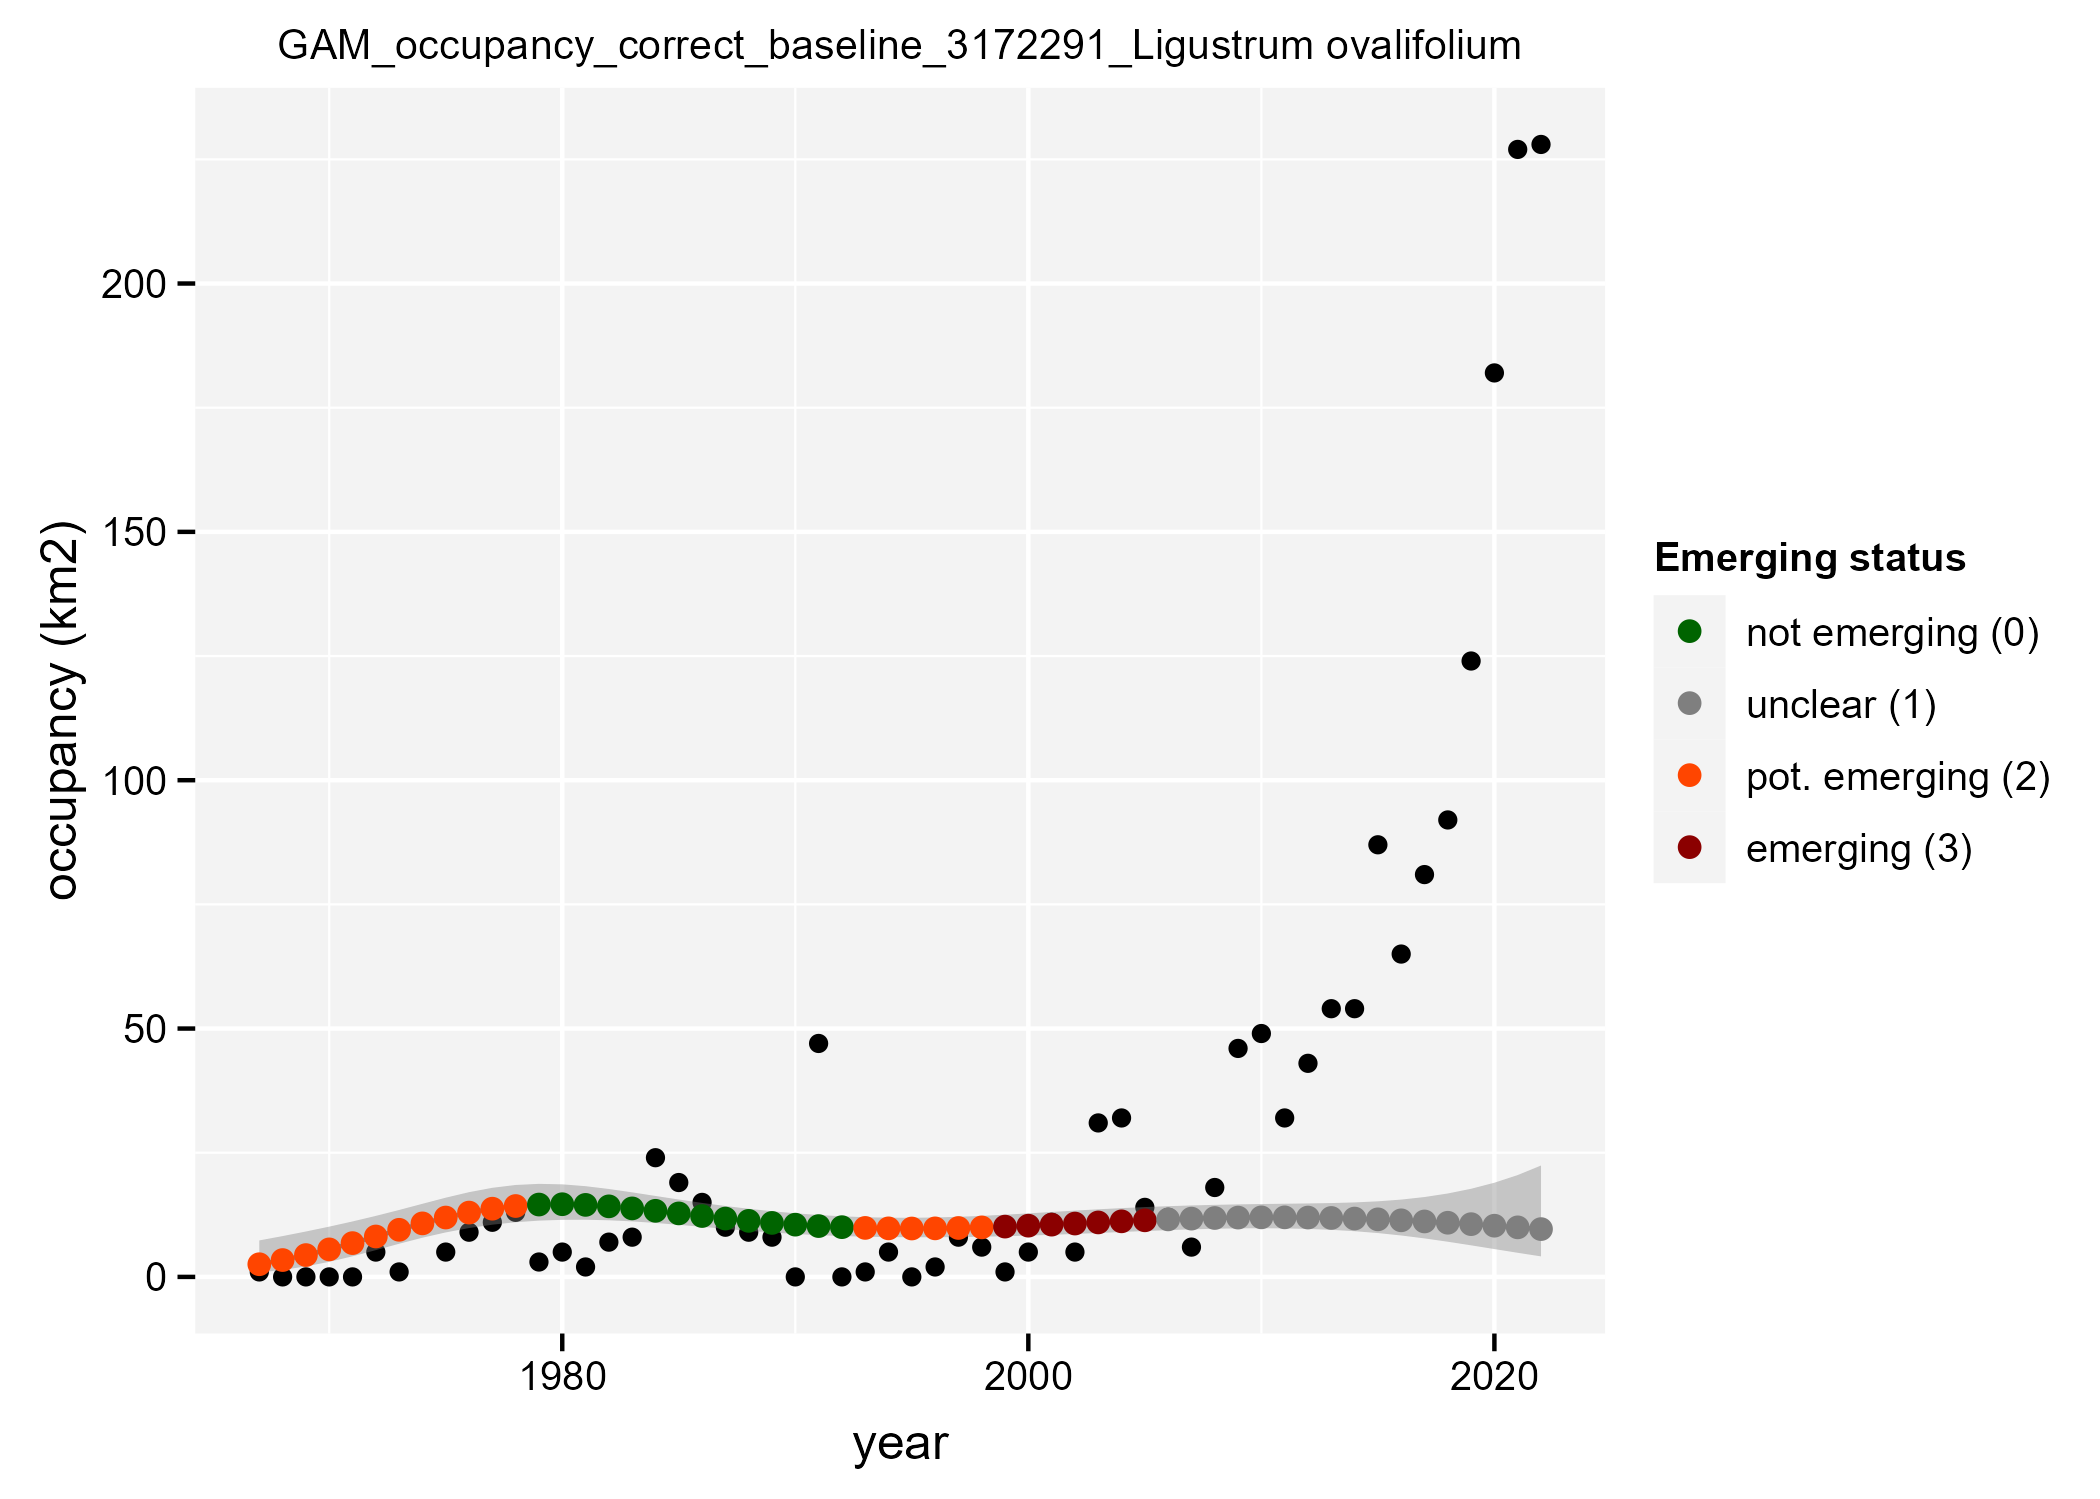 GAM_occupancy_correct_baseline_3172291_Ligustrum ovalifolium
occupancy (km2)
200
150
100
50
0
1980
2000
2020
year
Emerging status
not emerging (0)
unclear (1)
pot. emerging (2)
emerging (3)